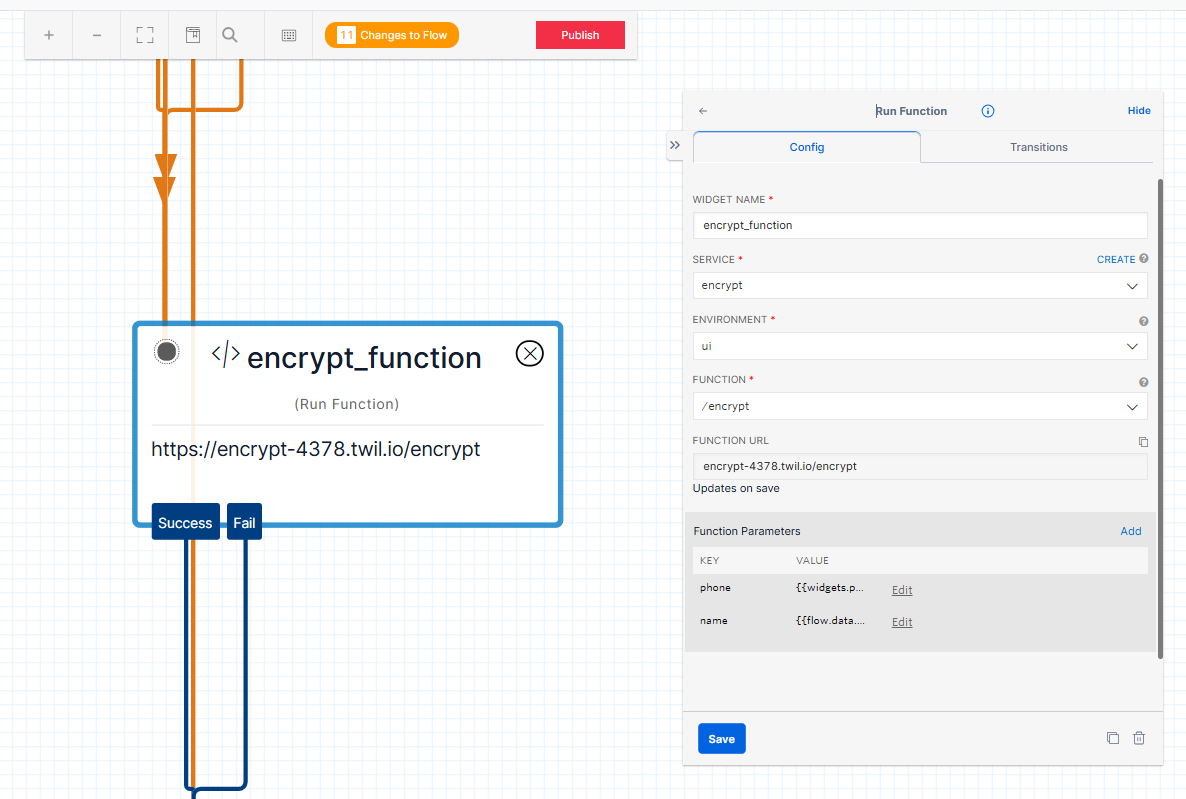 11 Changes to Flow
Publish
Run Function
Hide
Config
Transitions
WIDGET NAME *
encrypt_function
SERVICE *
CREATE
encrypt
ENVIRONMENT *
ui
FUNCTION *
/encrypt
FUNCTION URL
encrypt-4378.twil.io/encrypt
Updates on save
Function Parameters
Add
KEY VALUE
phone {{widgets.p... Edit
name {{flow.data.... Edit
Save
</> encrypt_function
(Run Function)
https://encrypt-4378.twil.io/encrypt
Success
Fail